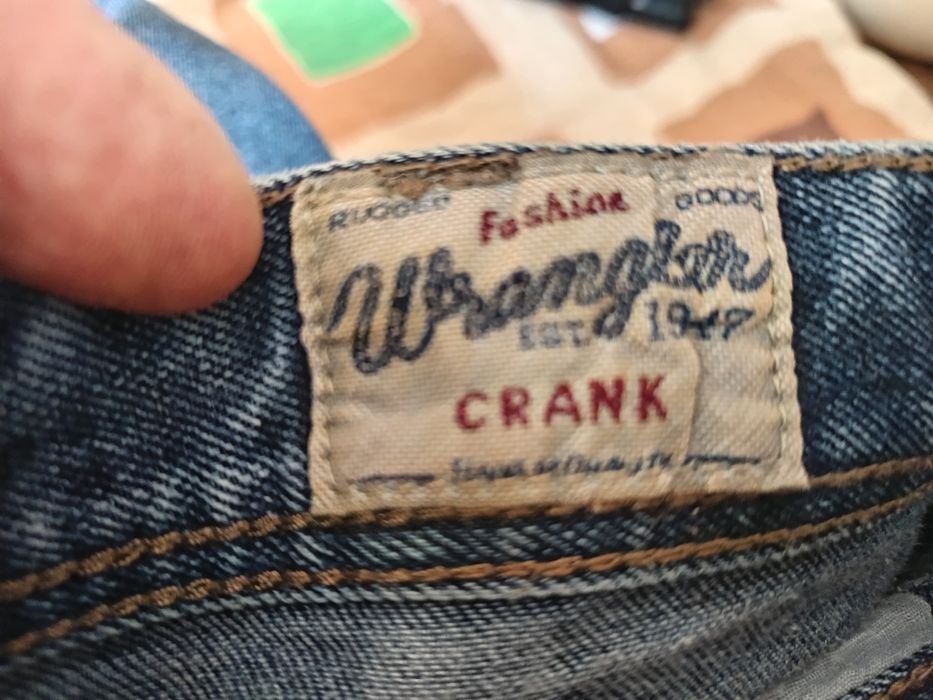 RUGGED Fashion GOODS
Wrangler
EST. 1947
CRANK